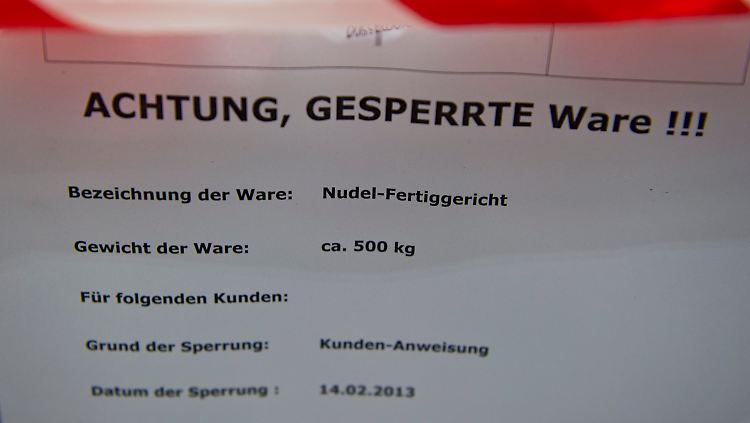 ACHTUNG, GESPERRTE Ware !!!
Bezeichnung der Ware: Nudel-Fertiggericht
Gewicht der Ware: ca. 500 kg
Für folgenden Kunden:
Grund der Sperrung: Kunden-Anweisung
Datum der Sperrung : 14.02.2013